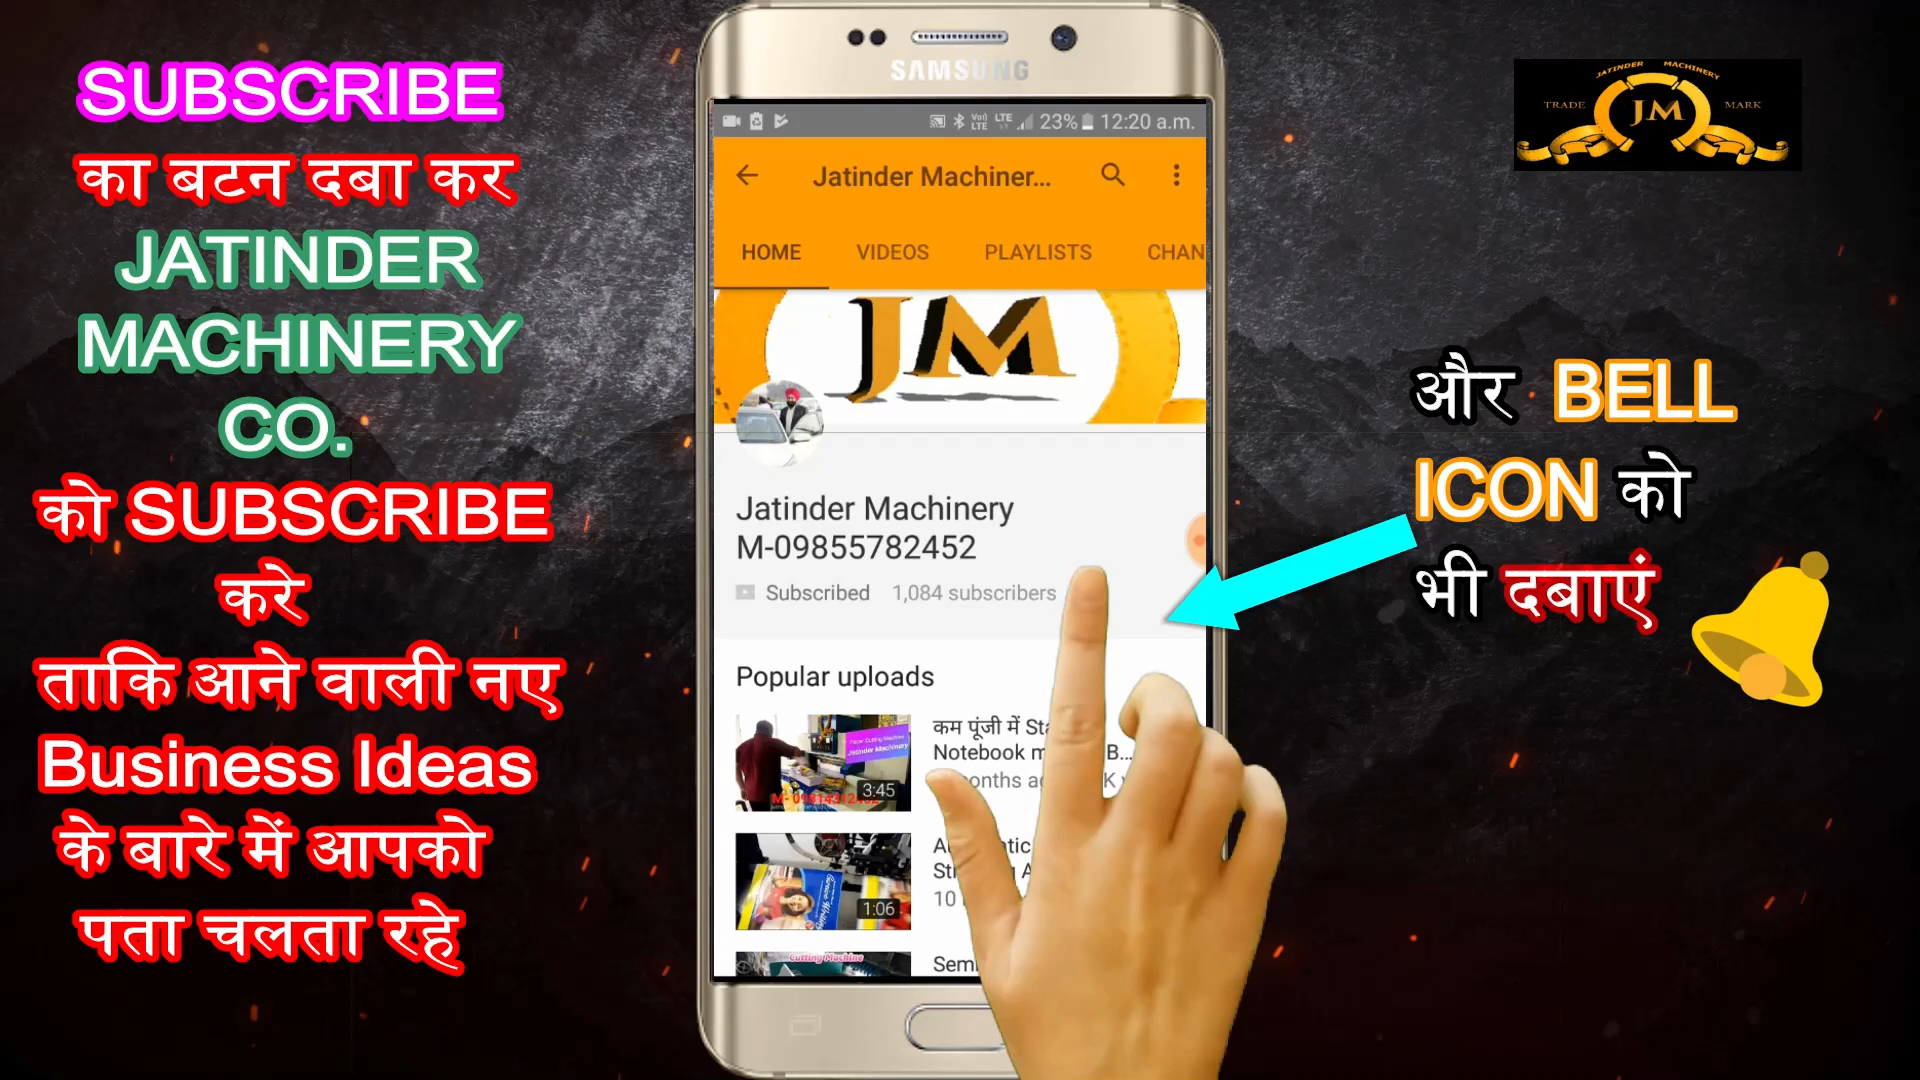 SUBSCRIBE
का बटन दबा कर
JATINDER
MACHINERY
CO.
को SUBSCRIBE
करे
ताकि आने वाली नए
Business Ideas
के बारे में आपको
पता चलता रहे
SAMSUNG
23% 12:20 a.m.
Jatinder Machiner...
HOME VIDEOS PLAYLISTS CHAN
JM
Jatinder Machinery
M-09855782452
Subscribed 1,084 subscribers
Popular uploads
कम पूंजी में
Notebook
3:45
1:06
Cutting Machine
JATINDER MACHINERY
TRADE JM MARK
और BELL
ICON को
भी दबाएं